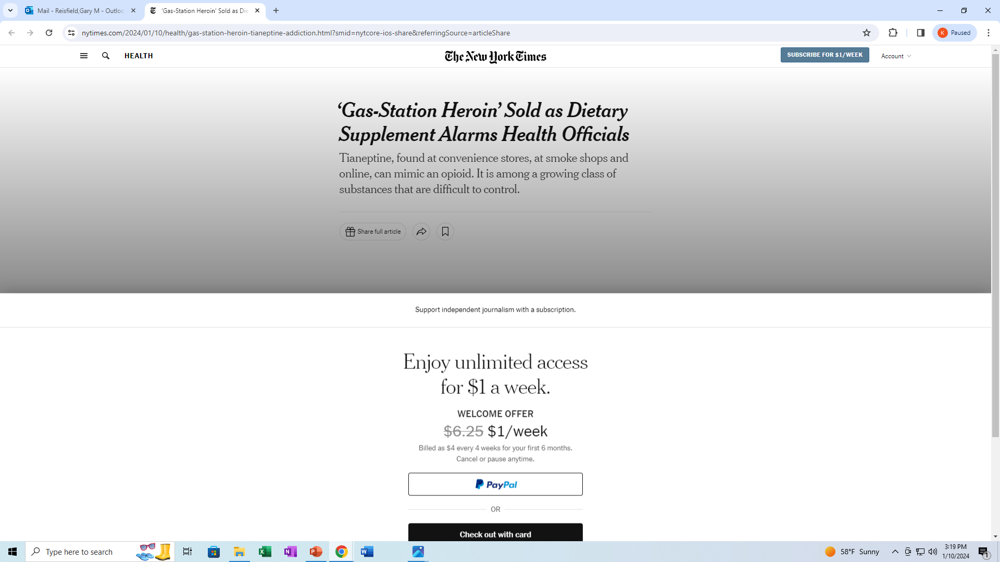 Mail - Reisfield,Gary M - Outloo
'Gas-Station Heroin' Sold as Die
nytimes.com/2024/01/10/health/gas-station-heroin-tianeptine-addiction.html?smid=nytcore-ios-share&referringSource=articleShare
K Paused
HEALTH
The New York Times
SUBSCRIBE FOR $1/WEEK
Account
‘Gas-Station Heroin’ Sold as Dietary
Supplement Alarms Health Officials
Tianeptine, found at convenience stores, at smoke shops and
online, can mimic an opioid. It is among a growing class of
substances that are difficult to control.
Share full article
Support independent journalism with a subscription.
Enjoy unlimited access
for $1 a week.
WELCOME OFFER
$6.25 $1/week
Billed as $4 every 4 weeks for your first 6 months.
Cancel or pause anytime.
PayPal
OR
Check out with card
Type here to search
58°F Sunny
3:19 PM
1/10/2024
1